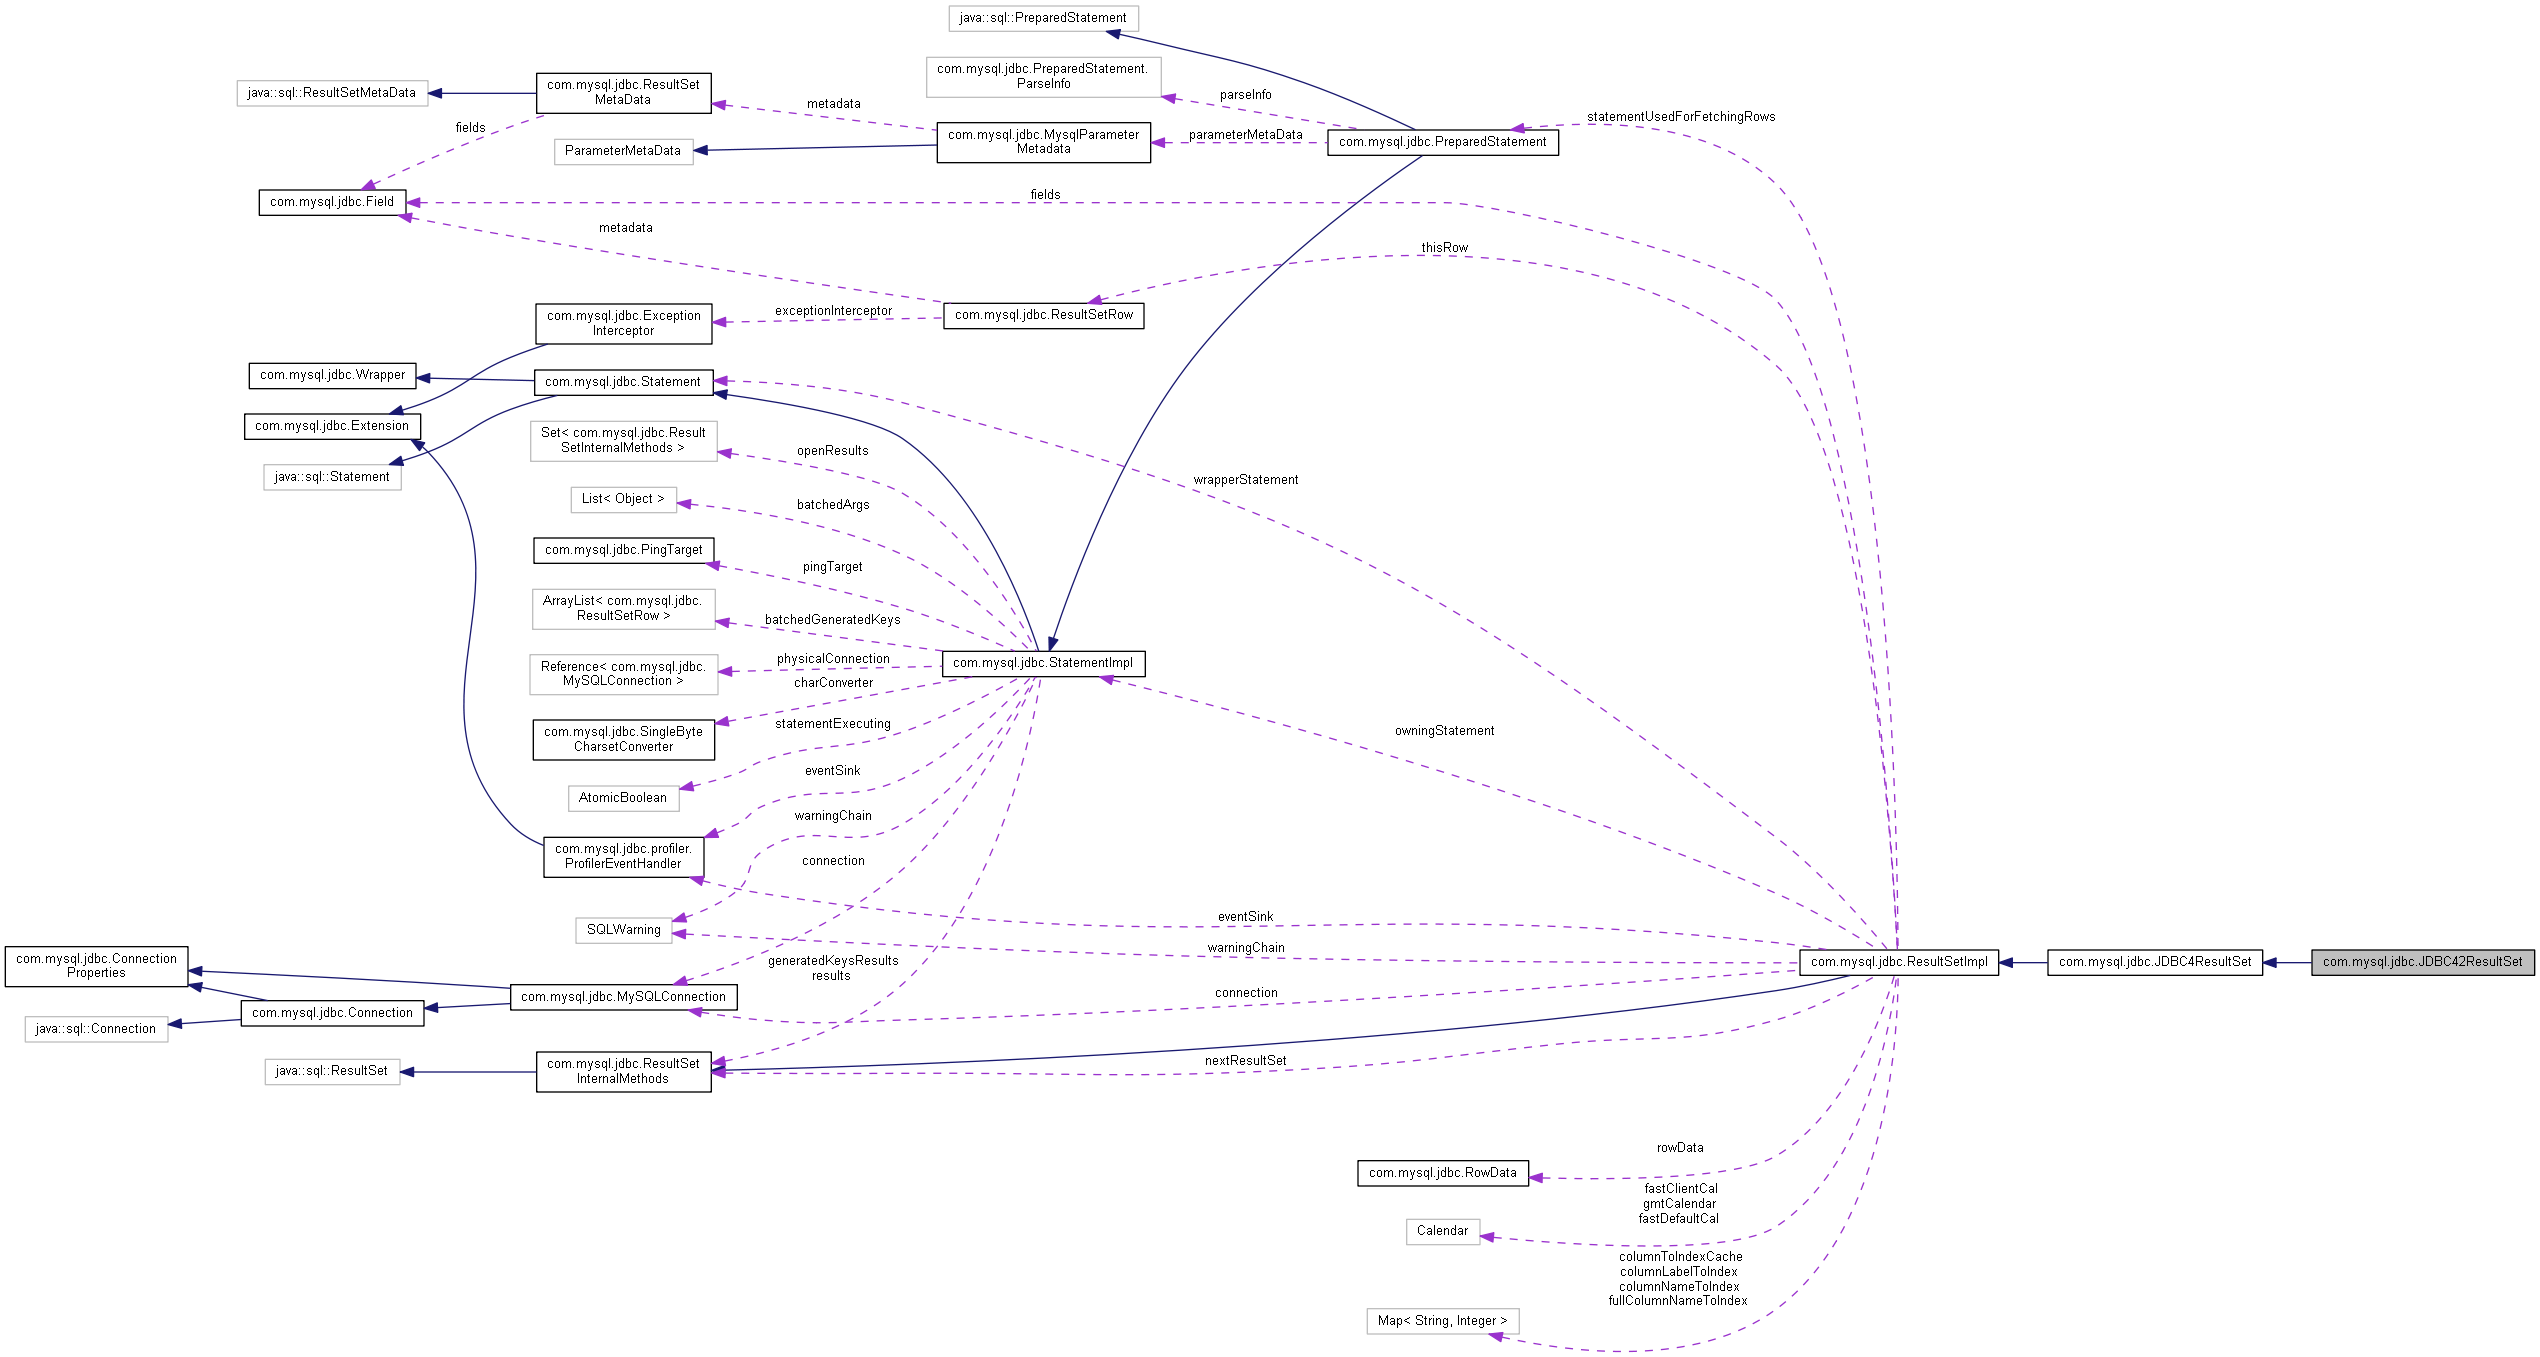 java::sql::PreparedStatement
com.mysql.jdbc.PreparedStatement.
ParseInfo
java::sql::ResultSetMetaData
com.mysql.jdbc.ResultSet
MetaData
metadata
parseInfo
statementUsedForFetchingRows
fields
ParameterMetaData
com.mysql.jdbc.MysqlParameter
Metadata
parameterMetaData
com.mysql.jdbc.PreparedStatement
com.mysql.jdbc.Field
fields
metadata
thisRow
com.mysql.jdbc.Exception
Interceptor
exceptionInterceptor
com.mysql.jdbc.ResultSetRow
com.mysql.jdbc.Wrapper
com.mysql.jdbc.Statement
com.mysql.jdbc.Extension
Set< com.mysql.jdbc.Result
SetInternalMethods >
openResults
java::sql::Statement
wrapperStatement
List< Object >
batchedArgs
com.mysql.jdbc.PingTarget
pingTarget
ArrayList< com.mysql.jdbc.
ResultSetRow >
batchedGeneratedKeys
Reference< com.mysql.jdbc.
MySQLConnection >
physicalConnection
com.mysql.jdbc.StatementImpl
charConverter
com.mysql.jdbc.SingleByte
CharsetConverter
statementExecuting
owningStatement
AtomicBoolean
eventSink
warningChain
com.mysql.jdbc.profiler.
ProfilerEventHandler
connection
SQLWarning
eventSink
warningChain
com.mysql.jdbc.Connection
Properties
generatedKeysResults
results
com.mysql.jdbc.ResultSetImpl
com.mysql.jdbc.JDBC4ResultSet
com.mysql.jdbc.JDBC42ResultSet
com.mysql.jdbc.MySQLConnection
connection
com.mysql.jdbc.Connection
java::sql::Connection
java::sql::ResultSet
com.mysql.jdbc.ResultSet
InternalMethods
nextResultSet
rowData
com.mysql.jdbc.RowData
fastClientCal
gmtCalendar
fastDefaultCal
Calendar
columnToIndexCache
columnLabelToIndex
columnNameToIndex
fullColumnNameToIndex
Map< String, Integer >